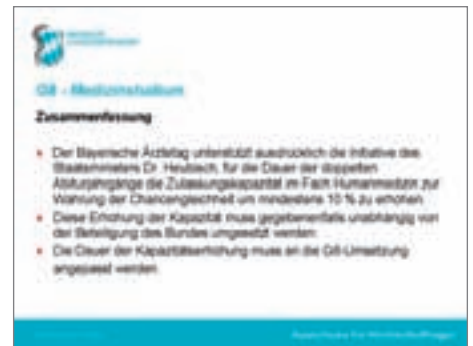 G8 - Medizinstudium
Zusammenfassung
• Der Bayerische Ärztetag unterstützt ausdrücklich die Initiative des
Staatsministers Dr. Heubisch, für die Dauer der doppelten
Abiturjahrgänge die Zulassungskapazität im Fach Humanmedizin zur
Wahrung der Chancengleichheit um mindestens 10 % zu erhöhen.
• Diese Erhöhung der Kapazität muss gegebenenfalls unabhängig von
der Beteiligung des Bundes umgesetzt werden.
• Die Dauer der Kapazitätserhöhung muss an die G8-Umsetzung
angepasst werden.